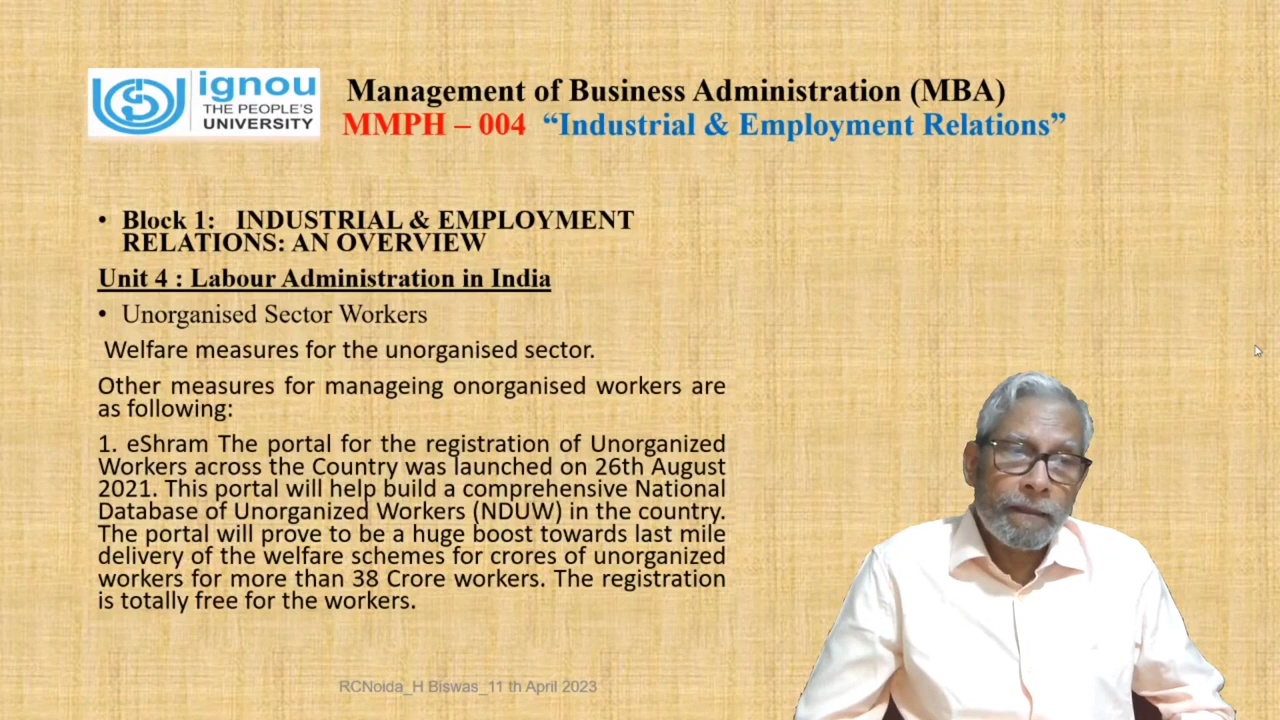 ignou
THE PEOPLE'S
UNIVERSITY
Management of Business Administration (MBA)
MMPH – 004 “Industrial & Employment Relations”
• Block 1: INDUSTRIAL & EMPLOYMENT
RELATIONS: AN OVERVIEW
Unit 4 : Labour Administration in India
• Unorganised Sector Workers
Welfare measures for the unorganised sector.
Other measures for manageing onorganised workers are
as following:
1. eShram The portal for the registration of Unorganized
Workers across the Country was launched on 26th August
2021. This portal will help build a comprehensive National
Database of Unorganized Workers (NDUW) in the country.
The portal will prove to be a huge boost towards last mile
delivery of the welfare schemes for crores of unorganized
workers for more than 38 Crore workers. The registration
is totally free for the workers.
RCNoida_H Biswas_11 th April 2023